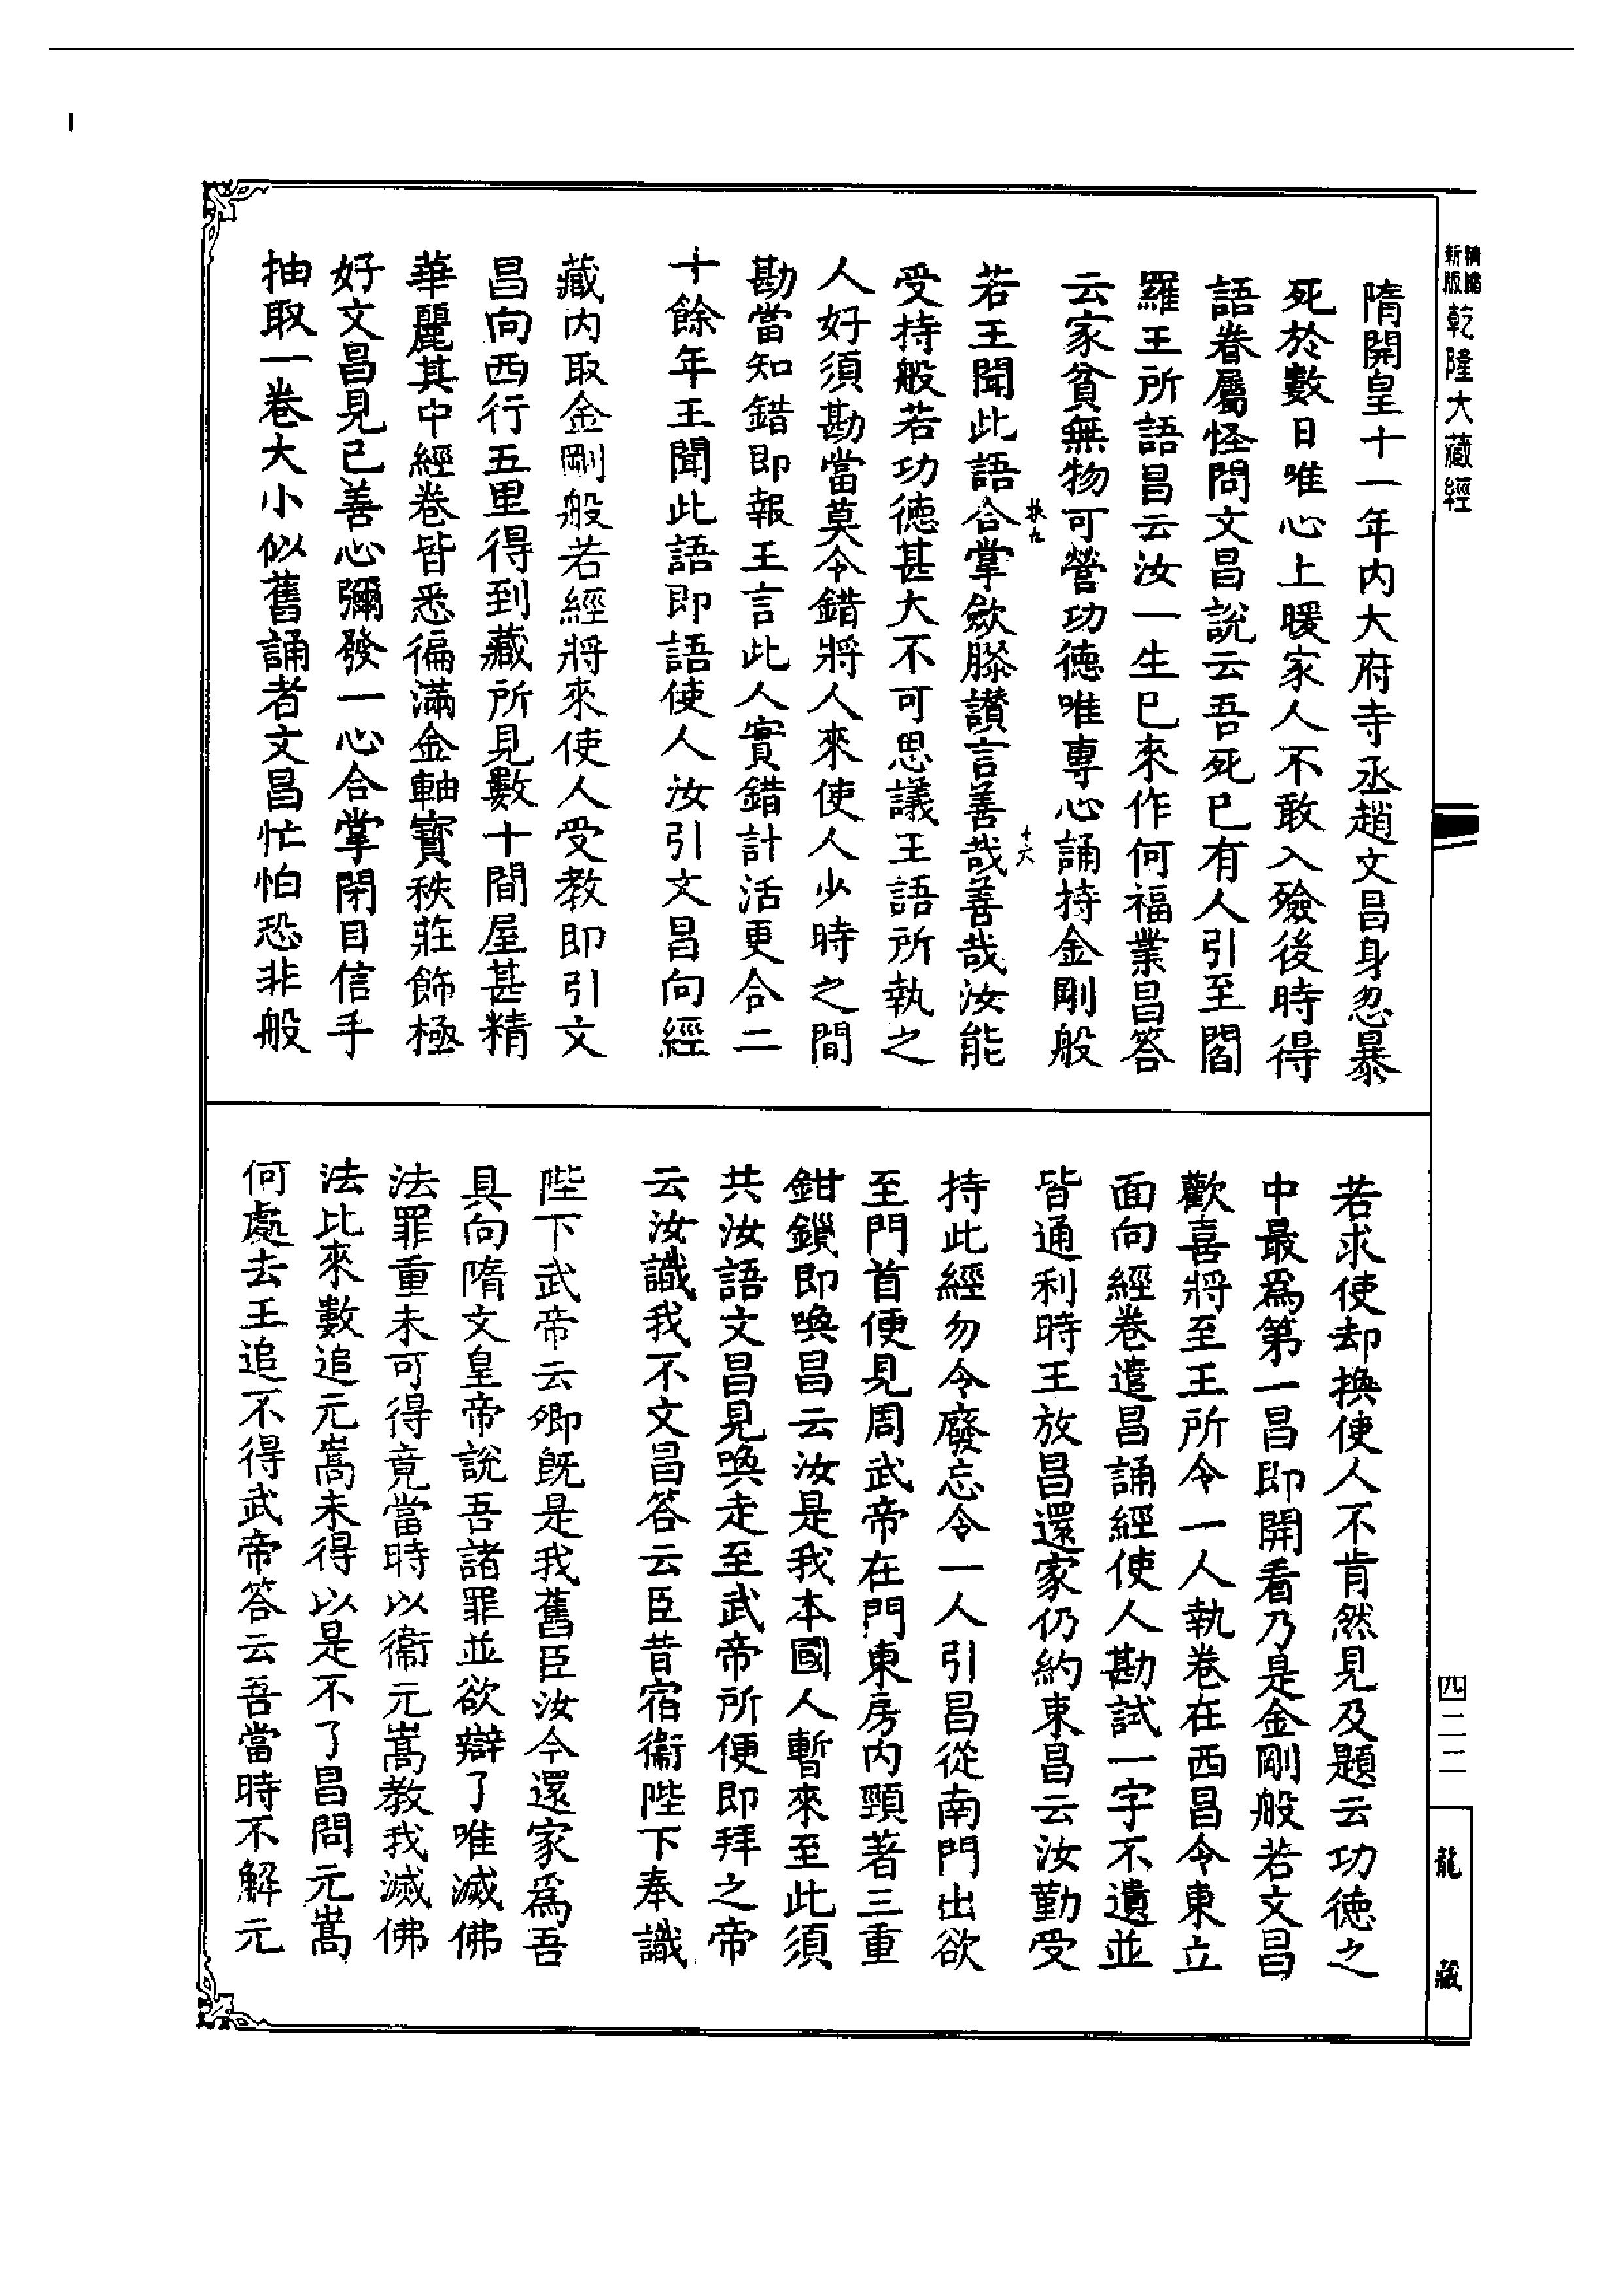 乾隆大藏經
隋開皇十一年內大府寺丞趙文昌身忽暴
死於數日唯心上暖家人不敢入殮後時得
語眷屬怪問文昌說云吾死已有人引至閻
羅王所語昌云汝一生已來作何福業昌答
云家貧無物可營功德唯專心誦持金剛般
若王聞此語合掌歛膝讚言善哉善哉汝能
受持般若功德甚大不可思議王語所執之
人好須勘當莫令錯將人來使人少時之間
勘當知錯即報王言此人實錯計活更合二
十餘年王聞此語即語使人汝引文昌向經
藏內取金剛般若經將來使人受教即引文
昌向西行五里得到藏所見數十間屋甚精
華麗其中經卷皆悉徧滿金軸寶秩莊飾極
好文昌見已善心彌發一心合掌閉目信手
抽取一卷大小似舊誦者文昌忙怕恐非般
若求使却換使人不肯然見及題云功德之
中最為第一昌即開看乃是金剛般若文昌
歡喜將至王所令一人執卷在西昌令東立
面向經卷遣昌誦經使人勘試一字不遺並
皆通利時王放昌還家仍約束昌云汝勤受
持此經勿令廢忘令一人引昌從南門出欲
至門首便見周武帝在門東房內頸著三重
鉗鎖即喚昌云汝是我本國人暫來至此須
共汝語文昌見喚走至武帝所便即拜之帝
云汝識我不文昌答云臣昔宿衞陛下奉識
陛下武帝云卿既是我舊臣汝今還家為吾
具向隋文皇帝說吾諸罪並欲辯了唯滅佛
法罪重未可得竟當時以衞元嵩教我滅佛
法比來數追元嵩未得以是不了昌問元嵩
何處去王追不得武帝答云吾當時不解元
十六
四二二
龍藏